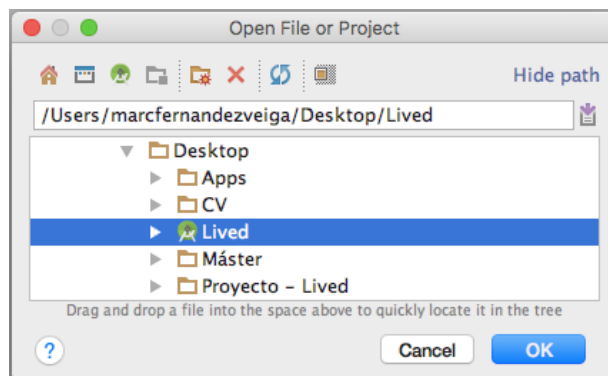 Open File or Project
Hide path
/Users/marcfernandezveiga/Desktop/Lived
Desktop
Apps
CV
Lived
Máster
Proyecto - Lived
Drag and drop a file into the space above to quickly locate it in the tree
? Cancel OK